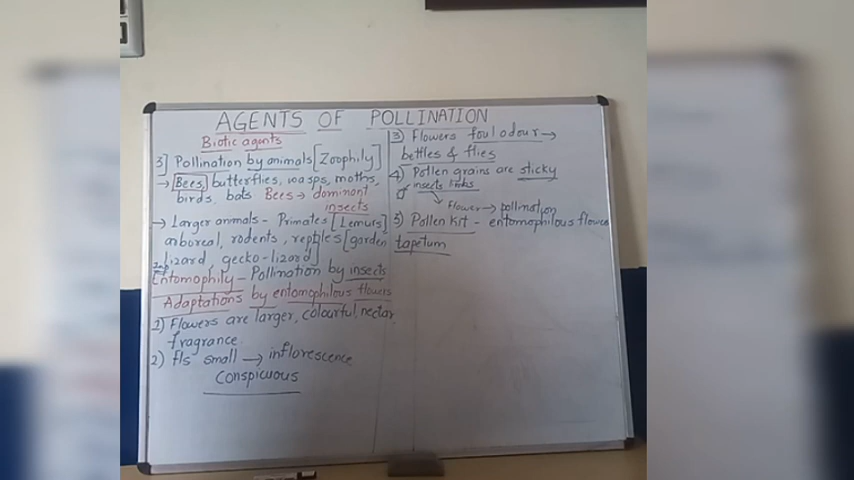 AGENTS OF POLLINATION
Biotic agents
3] Pollination by animals [Zoophily]
→ Bees, butterflies, wasps, moths,
birds, bats Bees → dominant
insects
→ Larger animals - Primates [Lemurs]
arboreal, rodents, reptiles [garden
lizard, gecko-lizard]
Entomophily - Pollination by insects
Adaptations by entomophilous flowers
1) Flowers are larger, colourful, nectar,
fragrance
2) Fls small → inflorescence
Conspicuous
3) Flowers foul odour →
bettles & flies
4) Pollen grains are sticky
insects
Flower → pollination
5) Pollen kit - entomophilous flower
tapetum